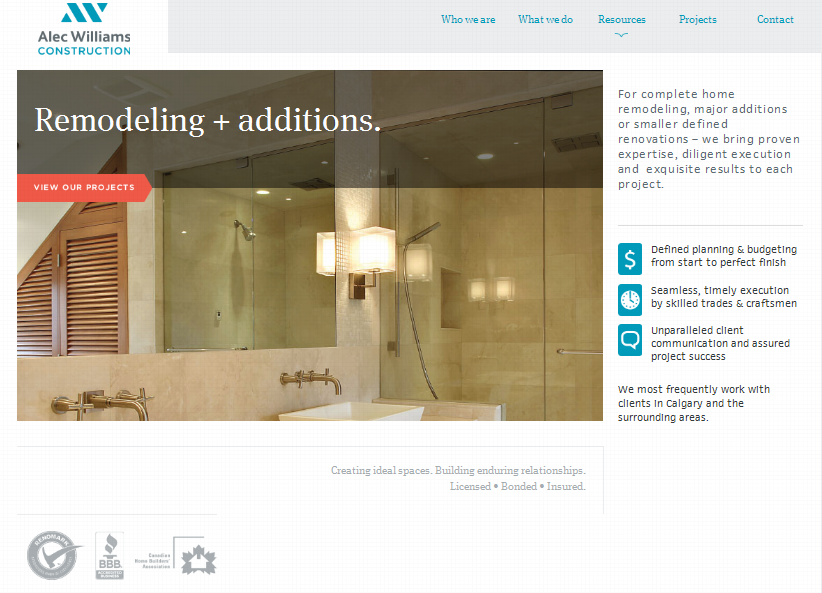 Alec Williams
CONSTRUCTION
Who we are
What we do
Resources
Projects
Contact
Remodeling + additions.
VIEW OUR PROJECTS
For complete home
remodeling, major additions
or smaller defined
renovations – we bring proven
expertise, diligent execution
and exquisite results to each
project.
$
Defined planning & budgeting
from start to perfect finish
Seamless, timely execution
by skilled trades & craftsmen
Unparalleled client
communication and assured
project success
We most frequently work with
clients in Calgary and the
surrounding areas.
Creating ideal spaces. Building enduring relationships.
Licensed • Bonded • Insured.
RENOMARK
BBB
ACCREDITED
BUSINESS
Canadian
Home Builders'
Association